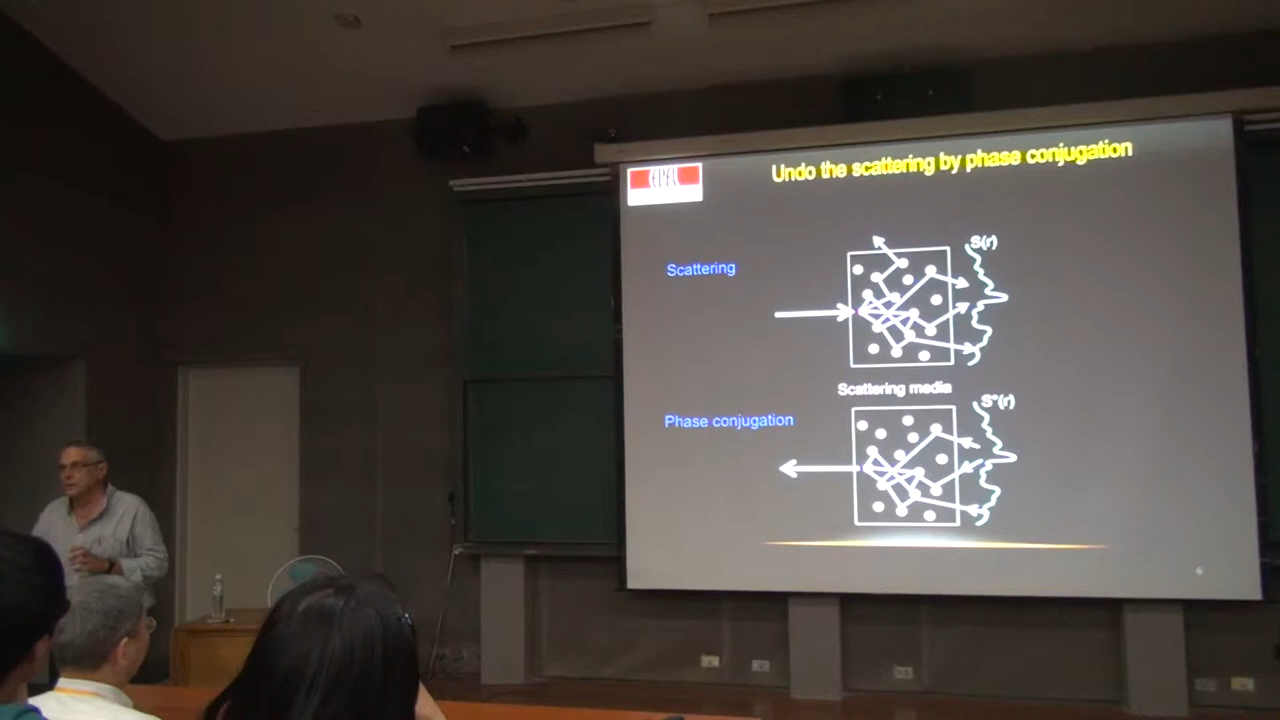 Undo the scattering by phase conjugation
EPFL
Scattering
S(r)
Scattering media
Phase conjugation
S*(r)